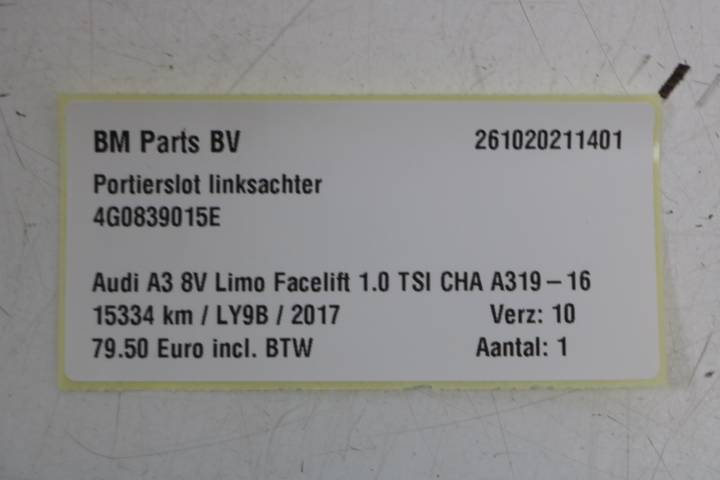 BM Parts BV 261020211401
Portierslot linksachter
4G0839015E
Audi A3 8V Limo Facelift 1.0 TSI CHA A319 – 16
15334 km / LY9B / 2017 Verz: 10
79.50 Euro incl. BTW Aantal: 1